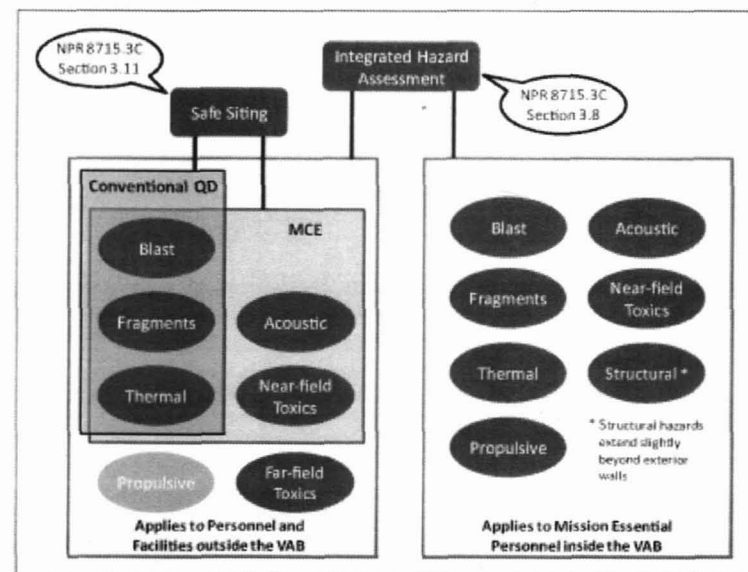 NPR 8715.3C
Section 3.11
Integrated Hazard
Assessment
NPR 8715.3C
Section 3.8
Safe Siting
Conventional QD
MCE
Blast
Fragments
Acoustic
Thermal
Near-field
Toxics
Propulsive
Far-field
Toxics
Applies to Personnel and
Facilities outside the VAB
Blast
Acoustic
Fragments
Near-field
Toxics
Thermal
Structural *
Propulsive
* Structural hazards
extend slightly
beyond exterior
walls
Applies to Mission Essential
Personnel inside the VAB